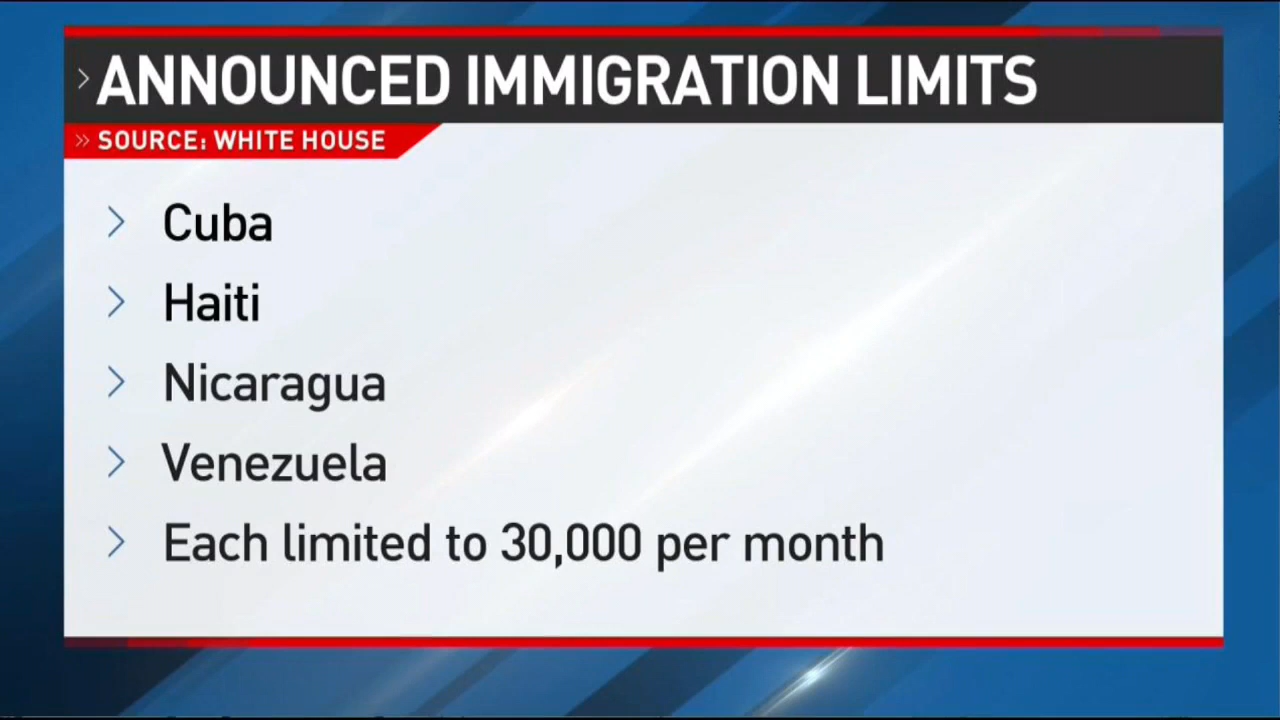 ANNOUNCED IMMIGRATION LIMITS
SOURCE: WHITE HOUSE
Cuba
Haiti
Nicaragua
Venezuela
Each limited to 30,000 per month